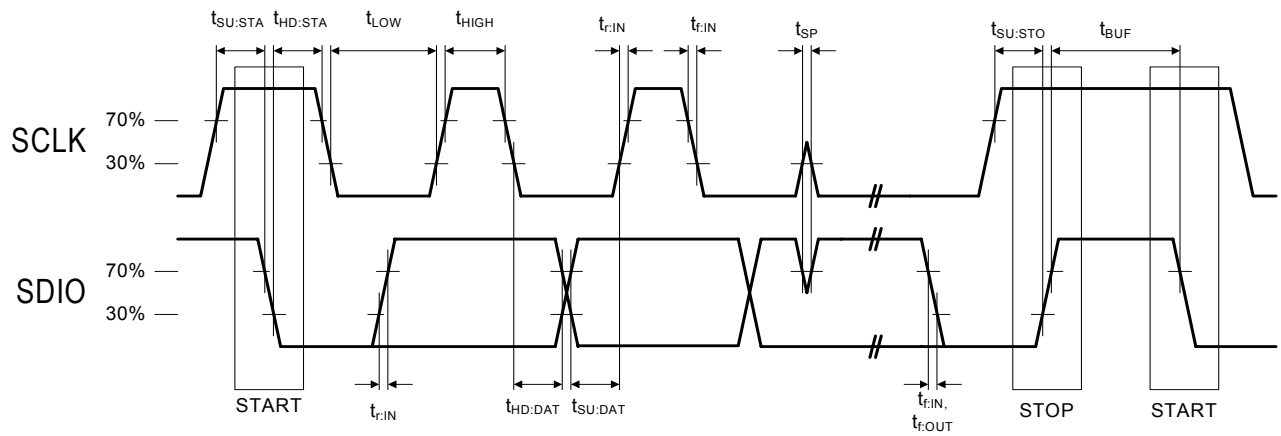 tSU:STA tHD:STA tLOW tHIGH tr:IN tf:IN tSP tSU:STO tBUF
SCLK
70%
30%
SDIO
70%
30%
START
tr:IN
tHD:DAT tSU:DAT
tf:IN,
tf:OUT
STOP
START